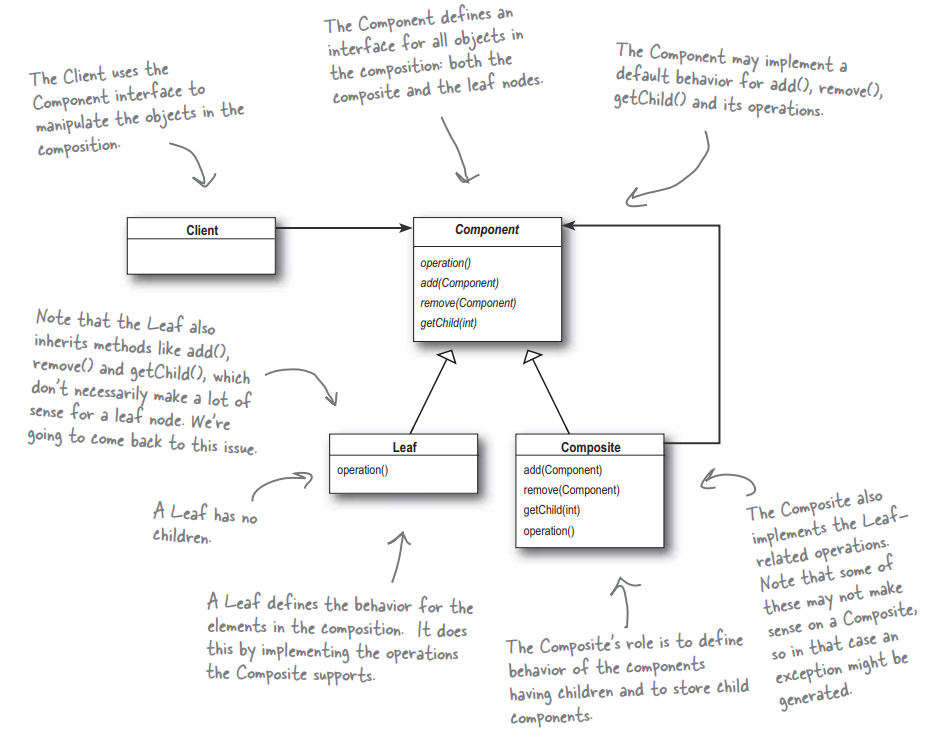 The Component defines an
interface for all objects in
the composition: both the
composite and the leaf nodes.
The Client uses the
Component interface to
manipulate the objects in the
composition.
The Component may implement a
default behavior for add(), remove(),
getChild() and its operations.
Client
Component
operation()
add(Component)
remove(Component)
getChild(int)
Note that the Leaf also
inherits methods like add(),
remove() and getChild(), which
don't necessarily make a lot of
sense for a leaf node. We're
going to come back to this issue.
Leaf
operation()
Composite
add(Component)
remove(Component)
getChild(int)
operation()
A Leaf has no
children.
The Composite also
implements the Leaf-
related operations.
Note that some of
these may not make
sense on a Composite,
so in that case an
exception might be
generated.
A Leaf defines the behavior for the
elements in the composition. It does
this by implementing the operations
the Composite supports.
The Composite's role is to define
behavior of the components
having children and to store child
components.